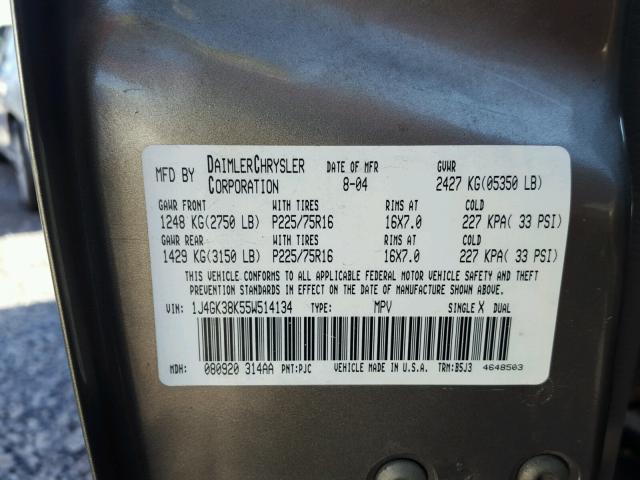 MFD BY DAIMLERCHRYSLER CORPORATION DATE OF MFR 8-04 GVWR 2427 KG(05350 LB)
GAWR FRONT WITH TIRES RIMS AT COLD
1248 KG(2750 LB) P225/75R16 16X7.0 227 KPA( 33 PSI)
GAWR REAR WITH TIRES RIMS AT COLD
1429 KG(3150 LB) P225/75R16 16X7.0 227 KPA( 33 PSI)
THIS VEHICLE CONFORMS TO ALL APPLICABLE FEDERAL MOTOR VEHICLE SAFETY AND THEFT
PREVENTION STANDARDS IN EFFECT ON THE DATE OF MANUFACTURE SHOWN ABOVE.
VIN: 1J4GK38K55W514134 TYPE: MPV SINGLE X DUAL
MDH: 080920 314AA PNT:PJC VEHICLE MADE IN U.S.A. TRM:B5J3 4648503